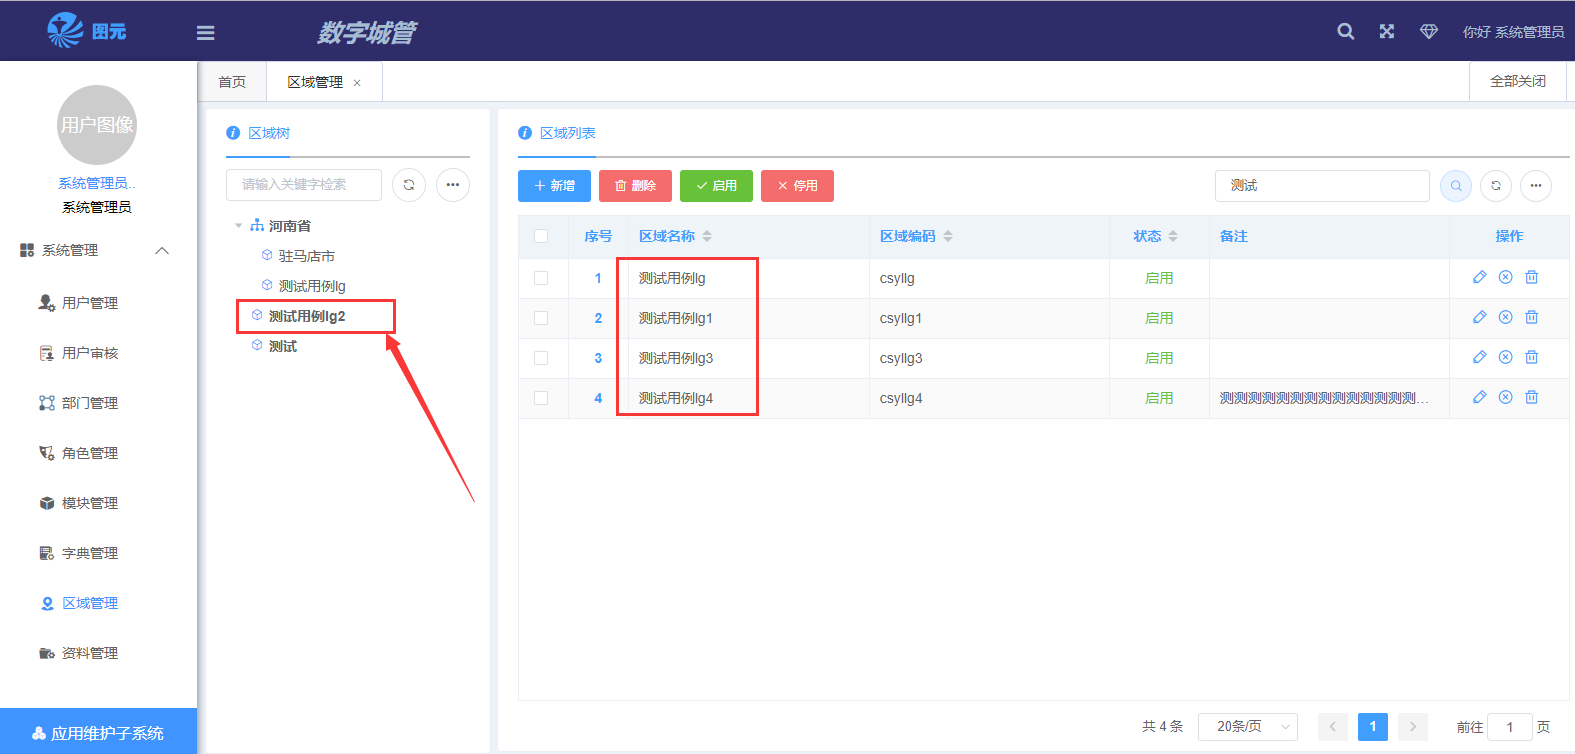 图元
数字城管
你好 系统管理员
首页
区域管理
全部关闭
用户图像
系统管理员..
系统管理员
系统管理
用户管理
用户审核
部门管理
角色管理
模块管理
字典管理
区域管理
资料管理
应用维护子系统
区域树
请输入关键字检索
河南省
驻马店市
测试用例lg
测试用例lg2
测试
区域列表
新增 删除 启用 停用
测试
序号 区域名称 区域编码 状态 备注 操作
1 测试用例lg csyllg 启用
2 测试用例lg1 csyllg1 启用
3 测试用例lg3 csyllg3 启用
4 测试用例lg4 csyllg4 启用 测测测测测测测测测测测测测测...
共 4 条 20条/页 1 前往 1 页